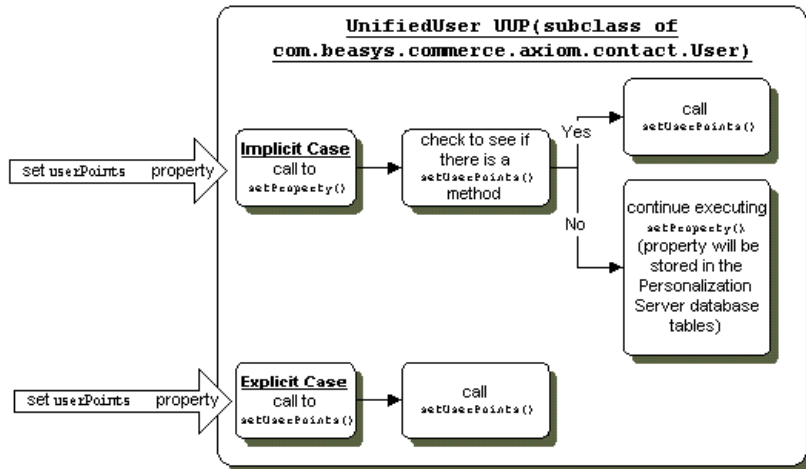 UnifiedUser UUP(subclass of
com.beasys.commerce.axiom.contact.User)
set userPoints property
Implicit Case
call to
setProperty()
check to see if
there is a
setUserPoints()
method
Yes
call
setUserPoints()
No
continue executing
setProperty()
(property will be
stored in the
Personalization
Server database
tables)
set userPoints property
Explicit Case
call to
setUserPoints()
call
setUserPoints()